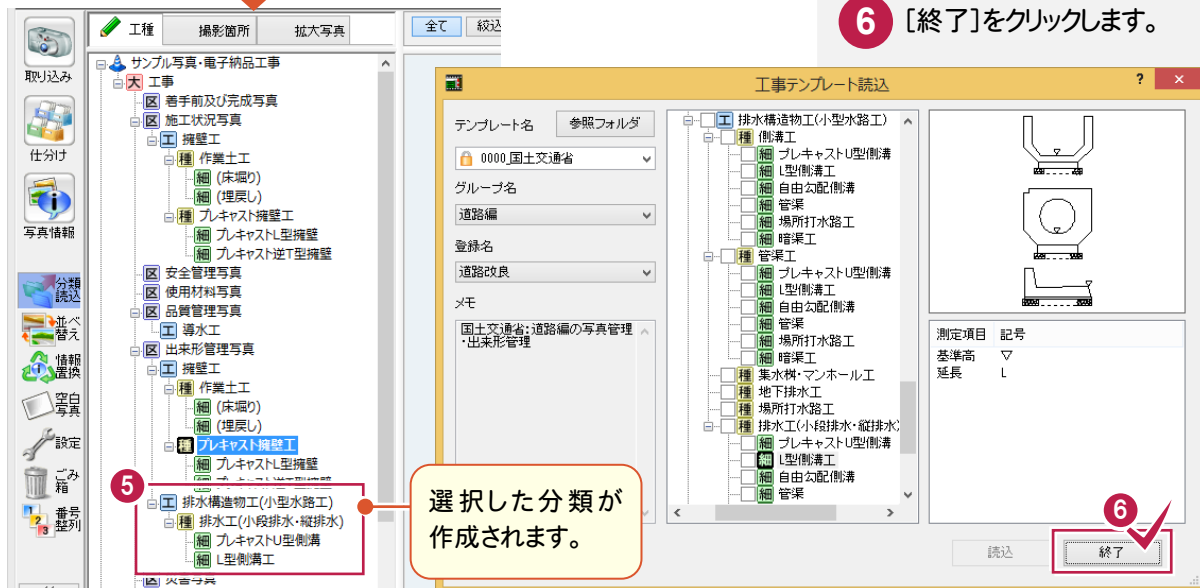 6 [終了]をクリックします。
工種
撮影箇所
拡大写真
全て
絞込
取り込み
仕分け
写真情報
分類
読込
並べ
替え
情報
置換
空白
写真
設定
ごみ
箱
番号
整列
サンプル写真・電子納品工事
大 工事
区 着手前及び完成写真
区 施工状況写真
工 擁壁工
種 作業土工
細 (床堀り)
細 (埋戻し)
種 プレキャスト擁壁工
細 プレキャストL型擁壁
細 プレキャスト逆T型擁壁
区 安全管理写真
区 使用材料写真
区 品質管理写真
工 導水工
区 出来形管理写真
工 擁壁工
種 作業土工
細 (床堀り)
細 (埋戻し)
種 プレキャスト擁壁工
細 プレキャストL型擁壁
5
工 排水構造物工(小型水路工)
種 排水工(小段排水・縦排水)
細 プレキャストU型側溝
細 L型側溝工
区 災害写真
選択した分類が
作成されます。
工事テンプレート読込
? ×
テンプレート名
参照フォルダ
0000_国土交通省
グループ名
道路編
登録名
道路改良
メモ
国土交通省:道路編の写真管理
・出来形管理
工 排水構造物工(小型水路工)
種 側溝工
細 プレキャストU型側溝
細 L型側溝工
細 自由勾配側溝
細 管渠
細 場所打水路工
細 暗渠工
種 管渠工
細 プレキャストU型側溝
細 L型側溝工
細 自由勾配側溝
細 管渠
細 場所打水路工
細 暗渠工
種 集水桝・マンホール工
種 地下排水工
種 場所打水路工
種 排水工(小段排水・縦排水)
細 プレキャストU型側溝
細 L型側溝工
細 自由勾配側溝
細 管渠
測定項目 記号
基準高 ▽
延長 L
6
読込
終了